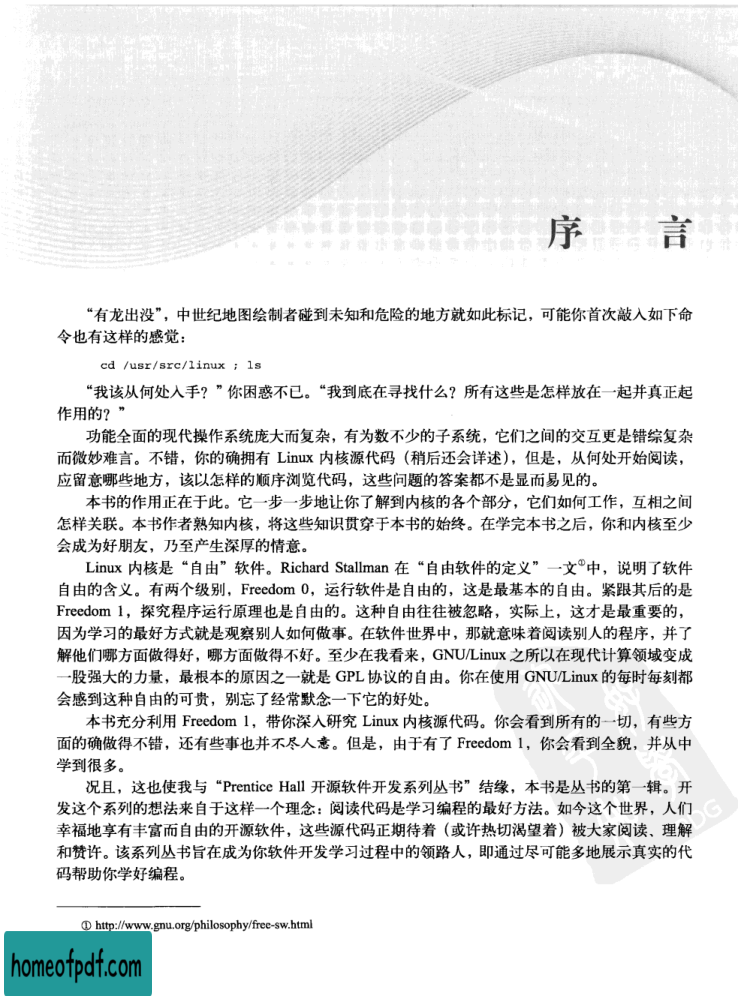 序 言
“有龙出没”，中世纪地图绘制者碰到未知和危险的地方就如此标记，可能你首次敲入如下命
令也有这样的感觉：
cd /usr/src/linux ; ls
“我该从何处入手？”你困惑不已。“我到底在寻找什么？所有这些是怎样放在一起并真正起
作用的？”
功能全面的现代操作系统庞大而复杂，有为数不少的子系统，它们之间的交互更是错综复杂
而微妙难言。不错，你的确拥有 Linux 内核源代码（稍后还会详述），但是，从何处开始阅读，
应留意哪些地方，该以怎样的顺序浏览代码，这些问题的答案都不是显而易见的。
本书的作用正在于此。它一步一步地让你了解到内核的各个部分，它们如何工作，互相之间
怎样关联。本书作者熟知内核，将这些知识贯穿于本书的始终。在学完本书之后，你和内核至少
会成为好朋友，乃至产生深厚的情意。
Linux 内核是“自由”软件。Richard Stallman 在“自由软件的定义”一文①中，说明了软件
自由的含义。有两个级别，Freedom 0，运行软件是自由的，这是最基本的自由。紧跟其后的是
Freedom 1，探究程序运行原理也是自由的。这种自由往往被忽略，实际上，这才是最重要的，
因为学习的最好方式就是观察别人如何做事。在软件世界中，那就意味着阅读别人的程序，并了
解他们哪方面做得好，哪方面做得不好。至少在我看来，GNU/Linux 之所以在现代计算领域变成
一股强大的力量，最根本的原因之一就是 GPL 协议的自由。你在使用 GNU/Linux 的每时每刻都
会感到这种自由的可贵，别忘了经常默念一下它的好处。
本书充分利用 Freedom 1，带你深入研究 Linux 内核源代码。你会看到所有的一切，有些方
面的确做得不错，还有些事也并不尽人意。但是，由于有了 Freedom 1，你会看到全貌，并从中
学到很多。
况且，这也使我与“Prentice Hall 开源软件开发系列丛书”结缘，本书是丛书的第一辑。开
发这个系列的想法来自于这样一个理念：阅读代码是学习编程的最好方法。如今这个世界，人们
幸福地享有丰富而自由的开源软件，这些源代码正期待着（或许热切渴望着）被大家阅读、理解
和赞许。该系列丛书旨在成为你软件开发学习过程中的领路人，即通过尽可能多地展示真实的代
码帮助你学好编程。
① http://www.gnu.org/philosophy/free-sw.html
homeofpdf.com